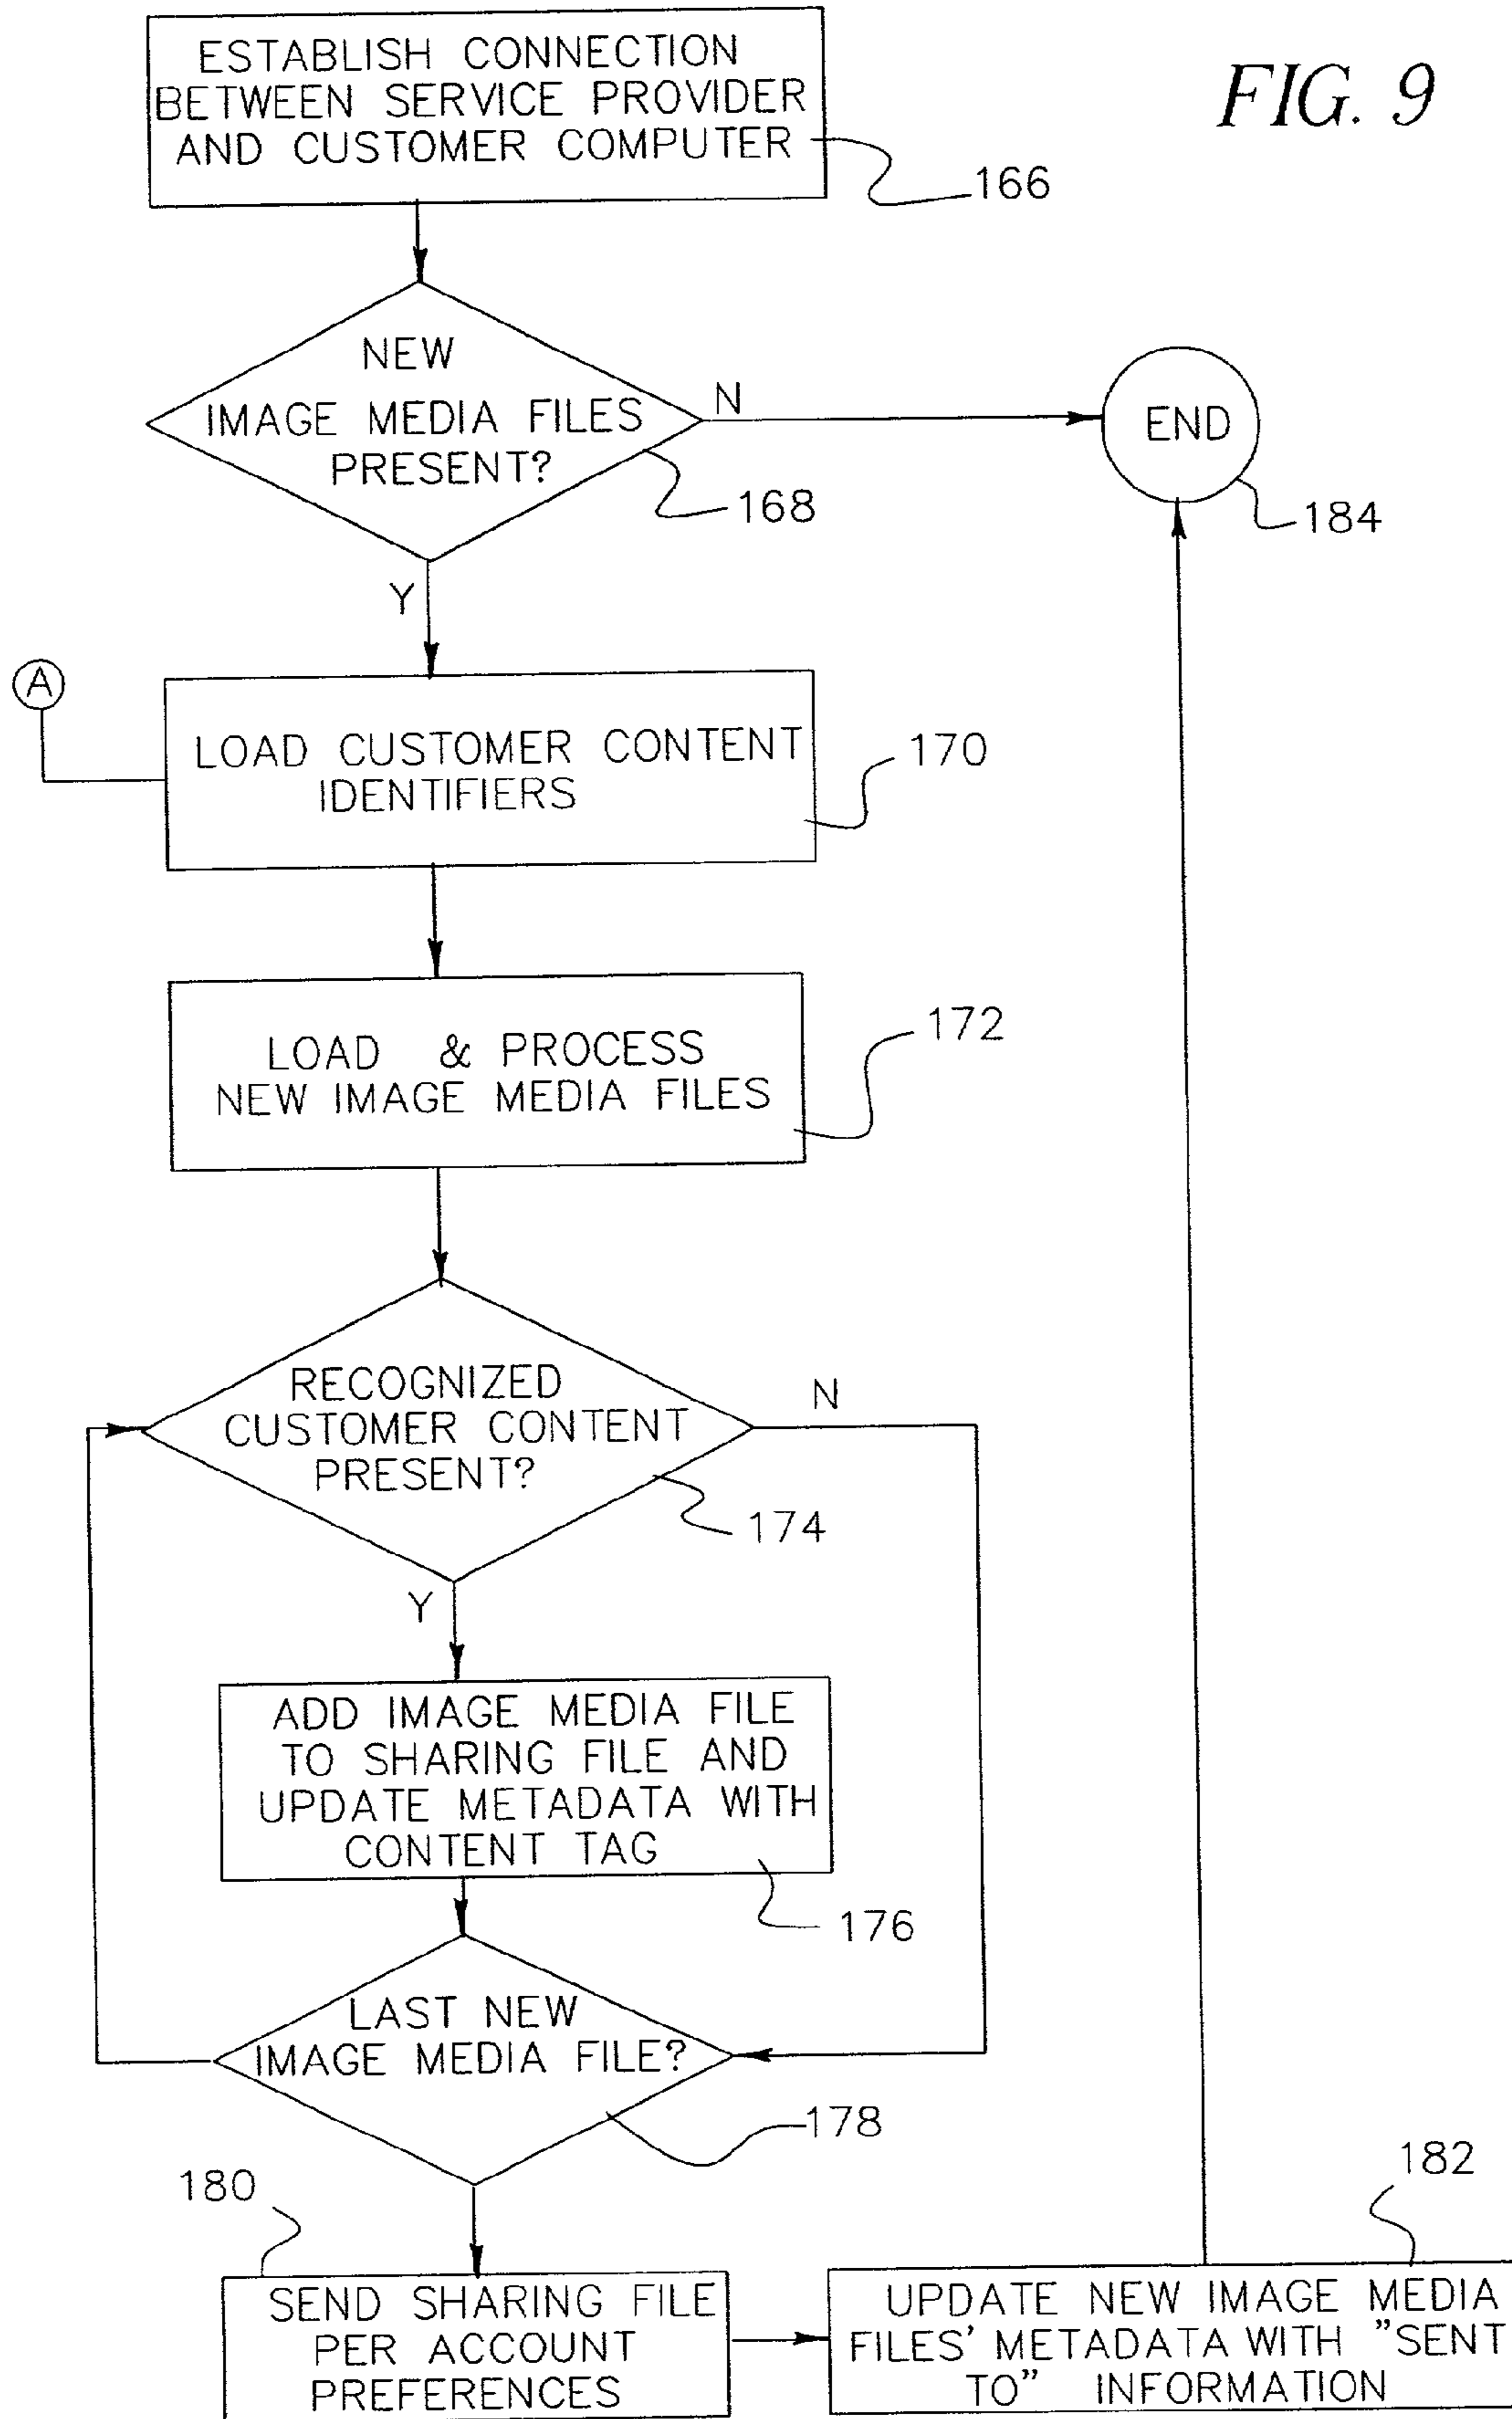 FIG. 9
ESTABLISH CONNECTION
BETWEEN SERVICE PROVIDER
AND CUSTOMER COMPUTER
166
NEW
IMAGE MEDIA FILES
PRESENT?
N
168
END
184
Y
A
LOAD CUSTOMER CONTENT
IDENTIFIERS
170
LOAD & PROCESS
NEW IMAGE MEDIA FILES
172
RECOGNIZED
CUSTOMER CONTENT
PRESENT?
N
174
Y
ADD IMAGE MEDIA FILE
TO SHARING FILE AND
UPDATE METADATA WITH
CONTENT TAG
176
LAST NEW
IMAGE MEDIA FILE?
178
180
SEND SHARING FILE
PER ACCOUNT
PREFERENCES
182
UPDATE NEW IMAGE MEDIA
FILES' METADATA WITH "SENT
TO" INFORMATION